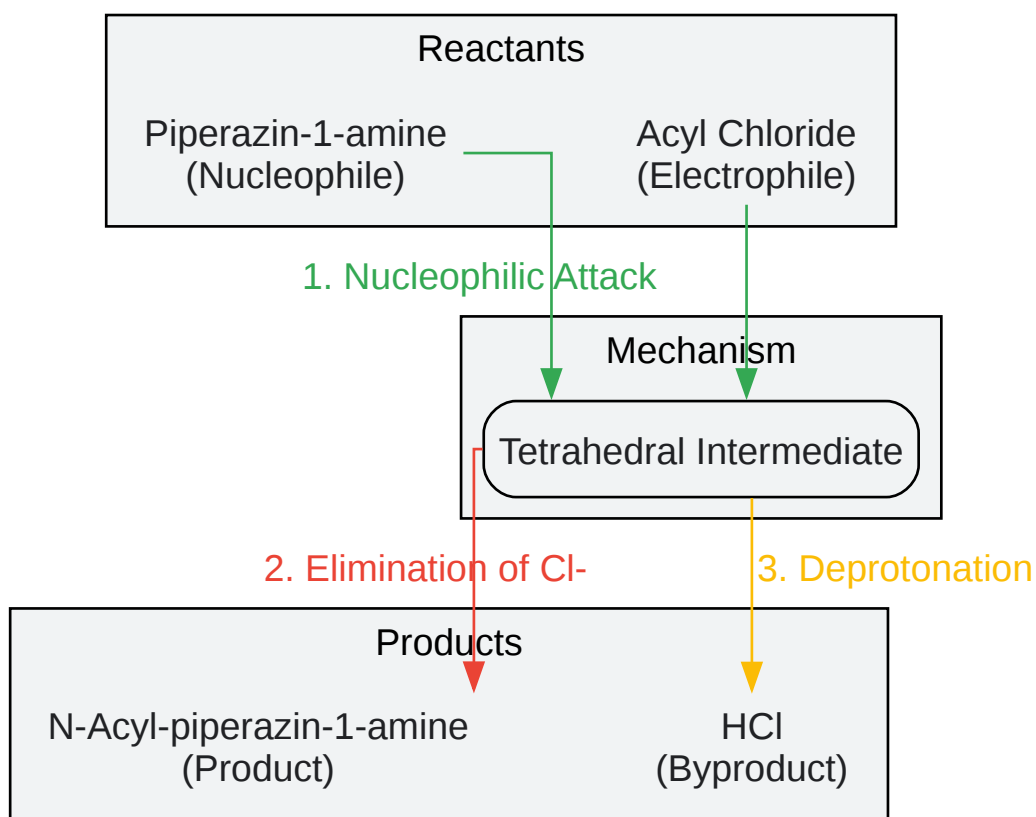 Reactants
Piperazin-1-amine
(Nucleophile)
Acyl Chloride
(Electrophile)
1. Nucleophilic Attack
Mechanism
Tetrahedral Intermediate
2. Elimination of Cl-
3. Deprotonation
Products
N-Acyl-piperazin-1-amine
(Product)
HCl
(Byproduct)